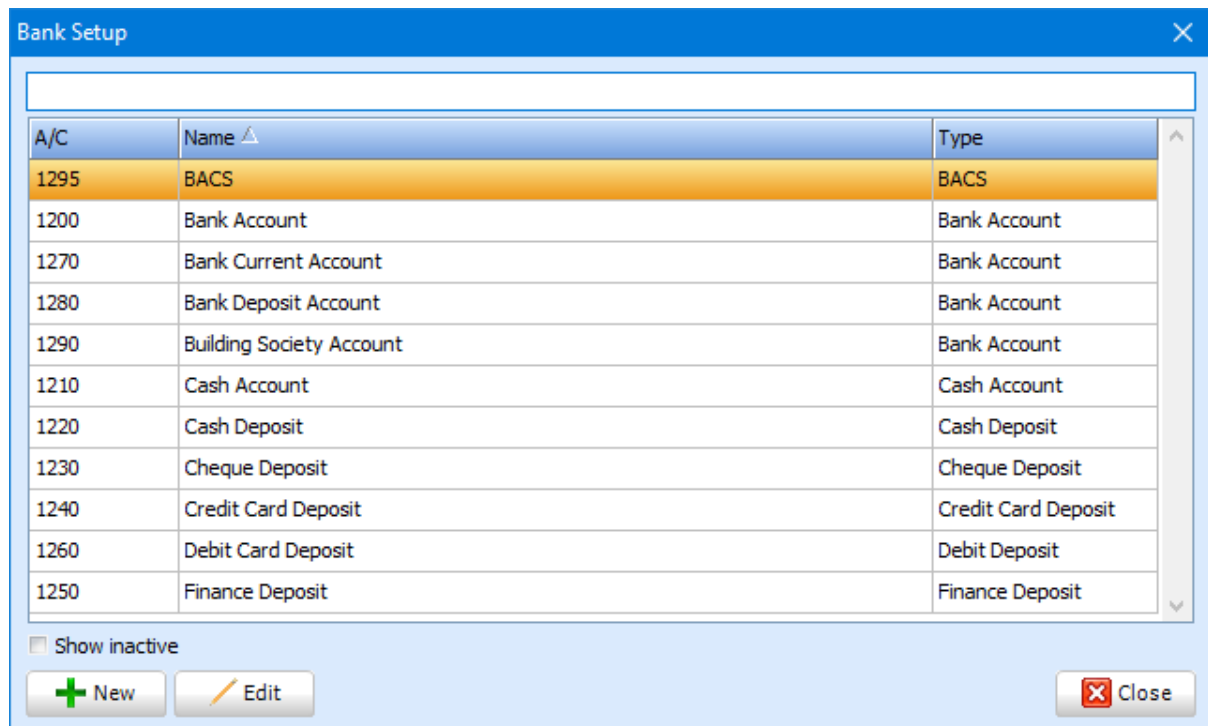 Bank Setup
A/C Name Type
1295 BACS BACS
1200 Bank Account Bank Account
1270 Bank Current Account Bank Account
1280 Bank Deposit Account Bank Account
1290 Building Society Account Bank Account
1210 Cash Account Cash Account
1220 Cash Deposit Cash Deposit
1230 Cheque Deposit Cheque Deposit
1240 Credit Card Deposit Credit Card Deposit
1260 Debit Card Deposit Debit Deposit
1250 Finance Deposit Finance Deposit
Show inactive
New Edit Close